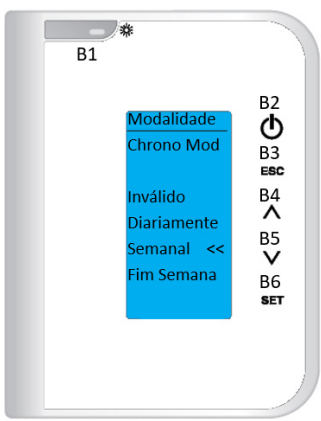 B1
Modalidade
Chrono Mod
Inválido
Diariamente
Semanal <<
Fim Semana
B2
B3
ESC
B4
B5
B6
SET